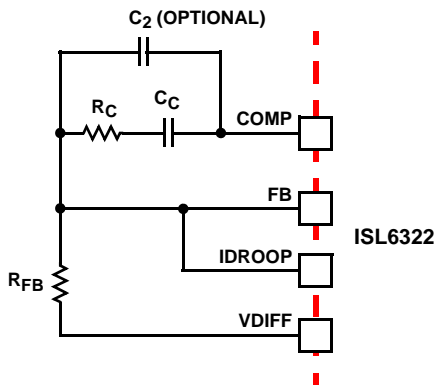 C2 (OPTIONAL)
RC
CC
COMP
FB
ISL6322
IDROOP
RFB
VDIFF